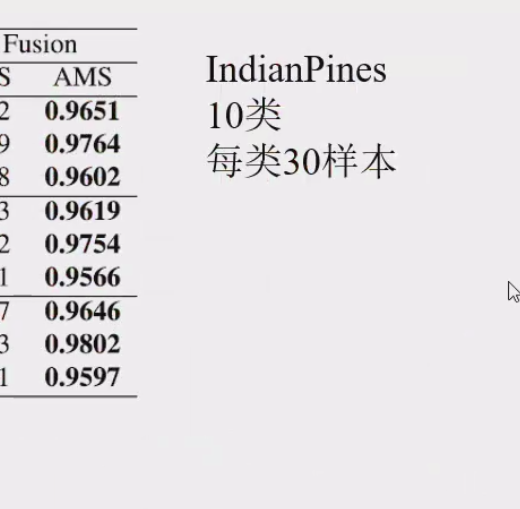 Fusion
S AMS
2 0.9651
9 0.9764
8 0.9602
3 0.9619
2 0.9754
1 0.9566
7 0.9646
3 0.9802
1 0.9597
IndianPines
10类
每类30样本